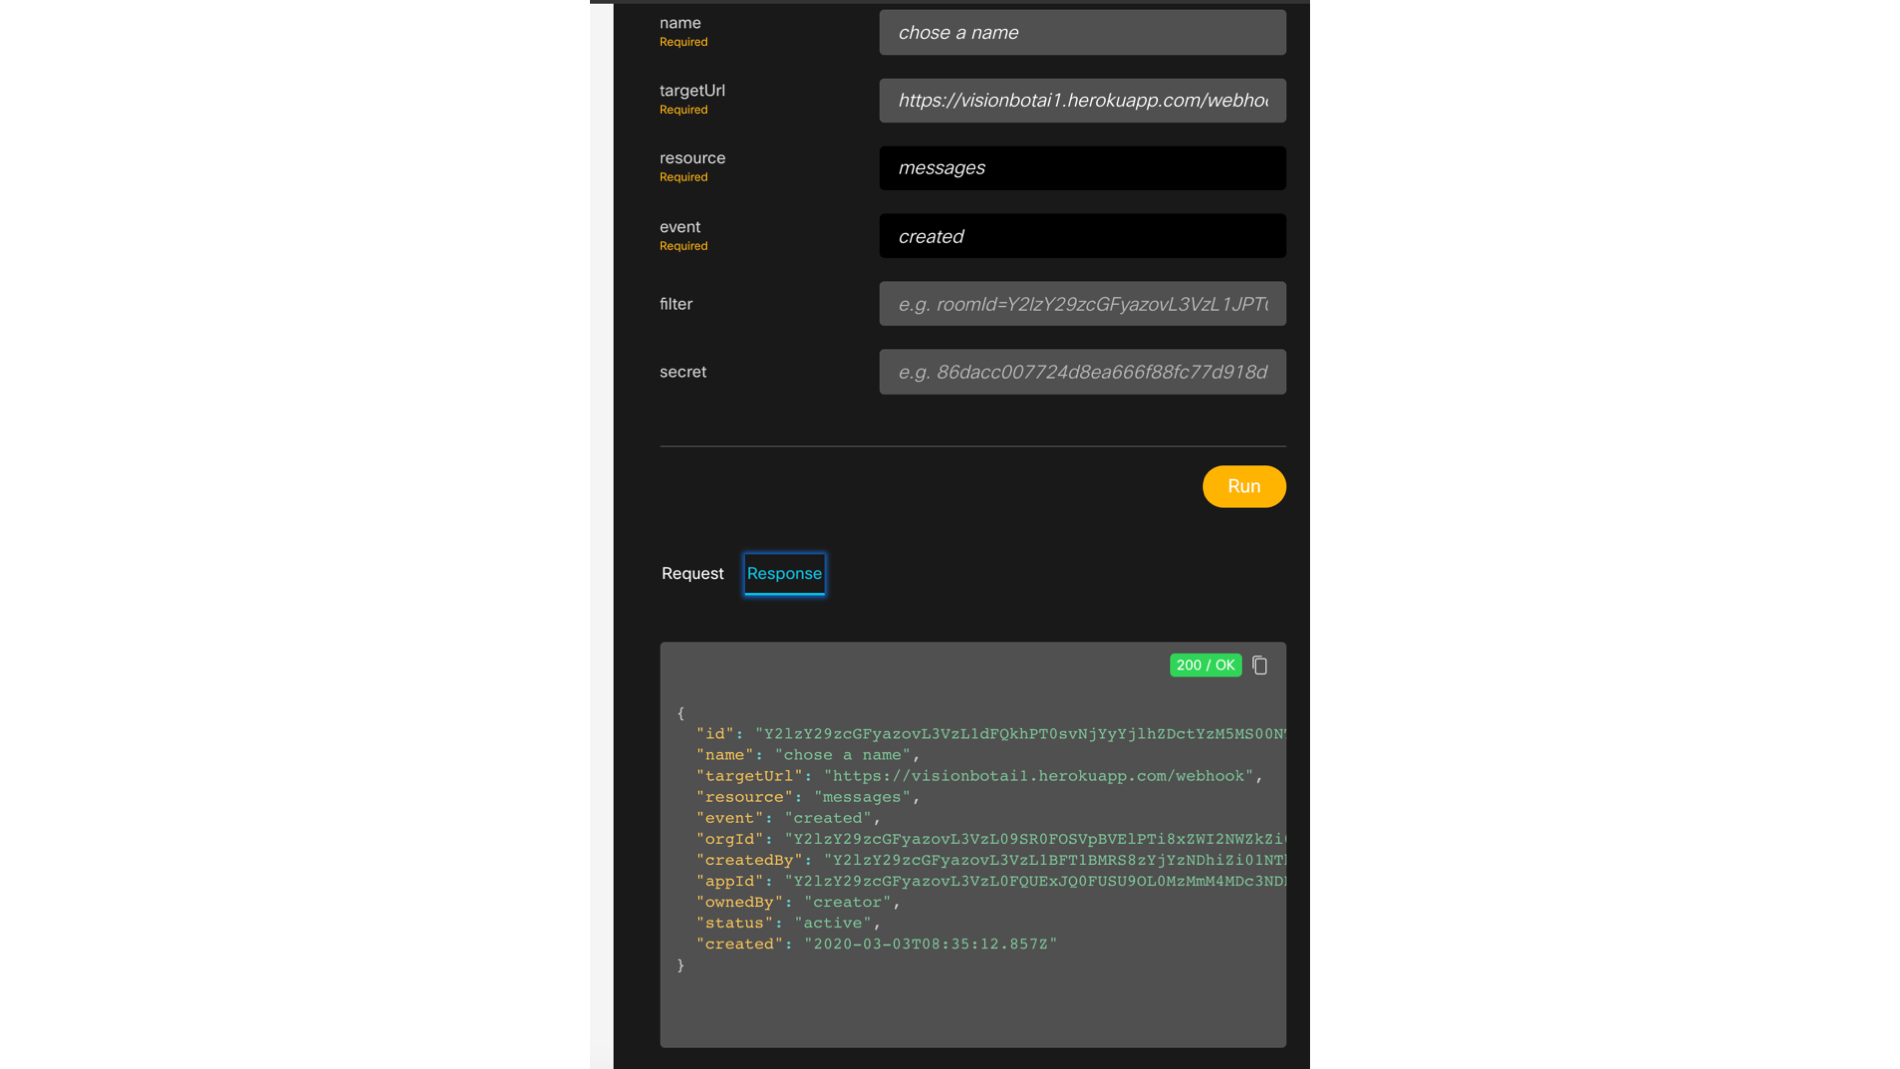 name
Required
chose a name
targetUrl
Required
https://visionbotai1.herokuapp.com/webhoo
resource
Required
messages
event
Required
created
filter
e.g. roomId=Y2lzY29zcGFyazovL3VzL1JPT
secret
e.g. 86dacc007724d8ea666f88fc77d918d
Run
Request Response
200 / OK
{
"id": "Y2lzY29zcGFyazovL3VzL1dFQkhPT0svNjYyYjlhZDctYzM5MS00N
"name": "chose a name",
"targetUrl": "https://visionbotai1.herokuapp.com/webhook",
"resource": "messages",
"event": "created",
"orgId": "Y2lzY29zcGFyazovL3VzL09SR0FOSVpBVElPTi8xZWI2NWZkZi
"createdBy": "Y2lzY29zcGFyazovL3VzL1BFT1BMRS8zYjYzNDhiZi01NT
"appId": "Y2lzY29zcGFyazovL3VzL0FQUExJQ0FUSU9OL0MzMmM4MDc3ND
"ownedBy": "creator",
"status": "active",
"created": "2020-03-03T08:35:12.857Z"
}